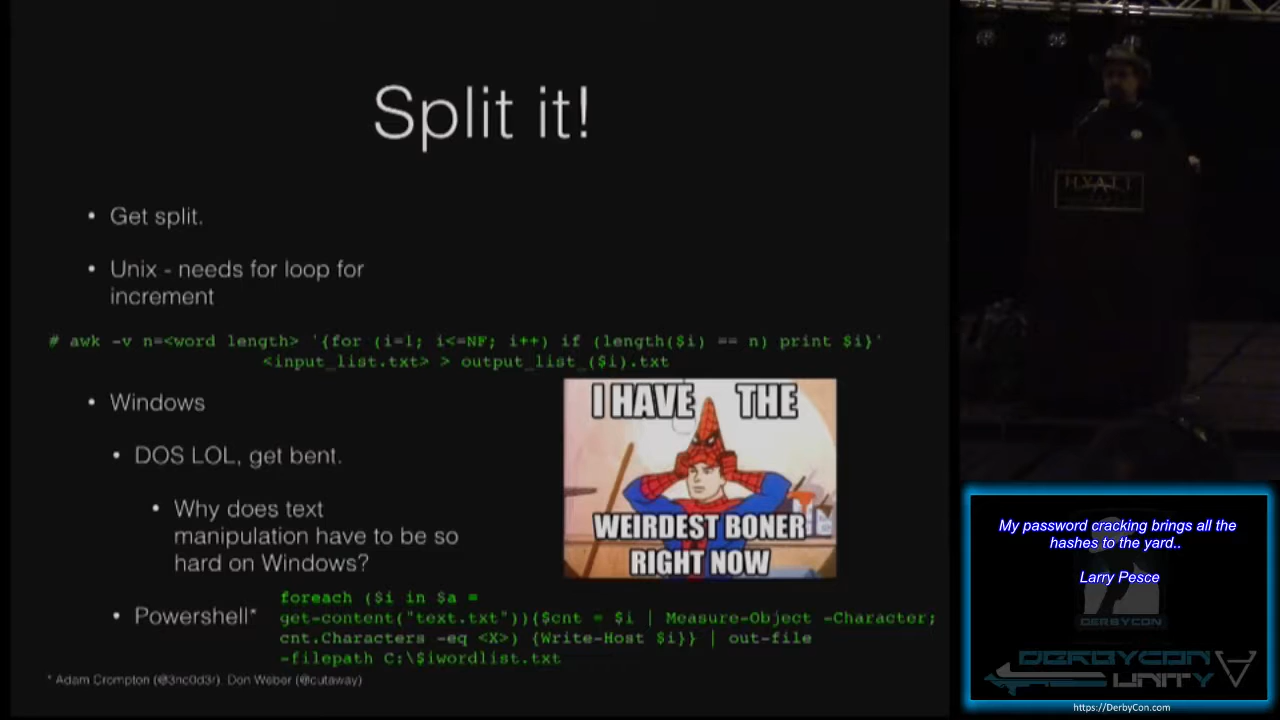 Split it!
• Get split.
• Unix - needs for loop for
increment
# awk -v n=<word length> '{for (i=1; i<=NF; i++) if (length($i) == n) print $i}'
<input_list.txt> > output_list_($i).txt
• Windows
• DOS LOL, get bent.
• Why does text
manipulation have to be so
hard on Windows?
• Powershell*
foreach ($i in $a =
get-content("text.txt")){$cnt = $i | Measure-Object -Character;
cnt.Characters -eq <X>) {Write-Host $i}} | out-file
-filepath C:\$iwordlist.txt
* Adam Crompton (@3nc0d3r) Don Weber (@cutaway)
I HAVE THE
WEIRDEST BONER
RIGHT NOW
HYATT
My password cracking brings all the
hashes to the yard..
Larry Pesce
DERBYCON
DERBYCON
UNITY
https://DerbyCon.com